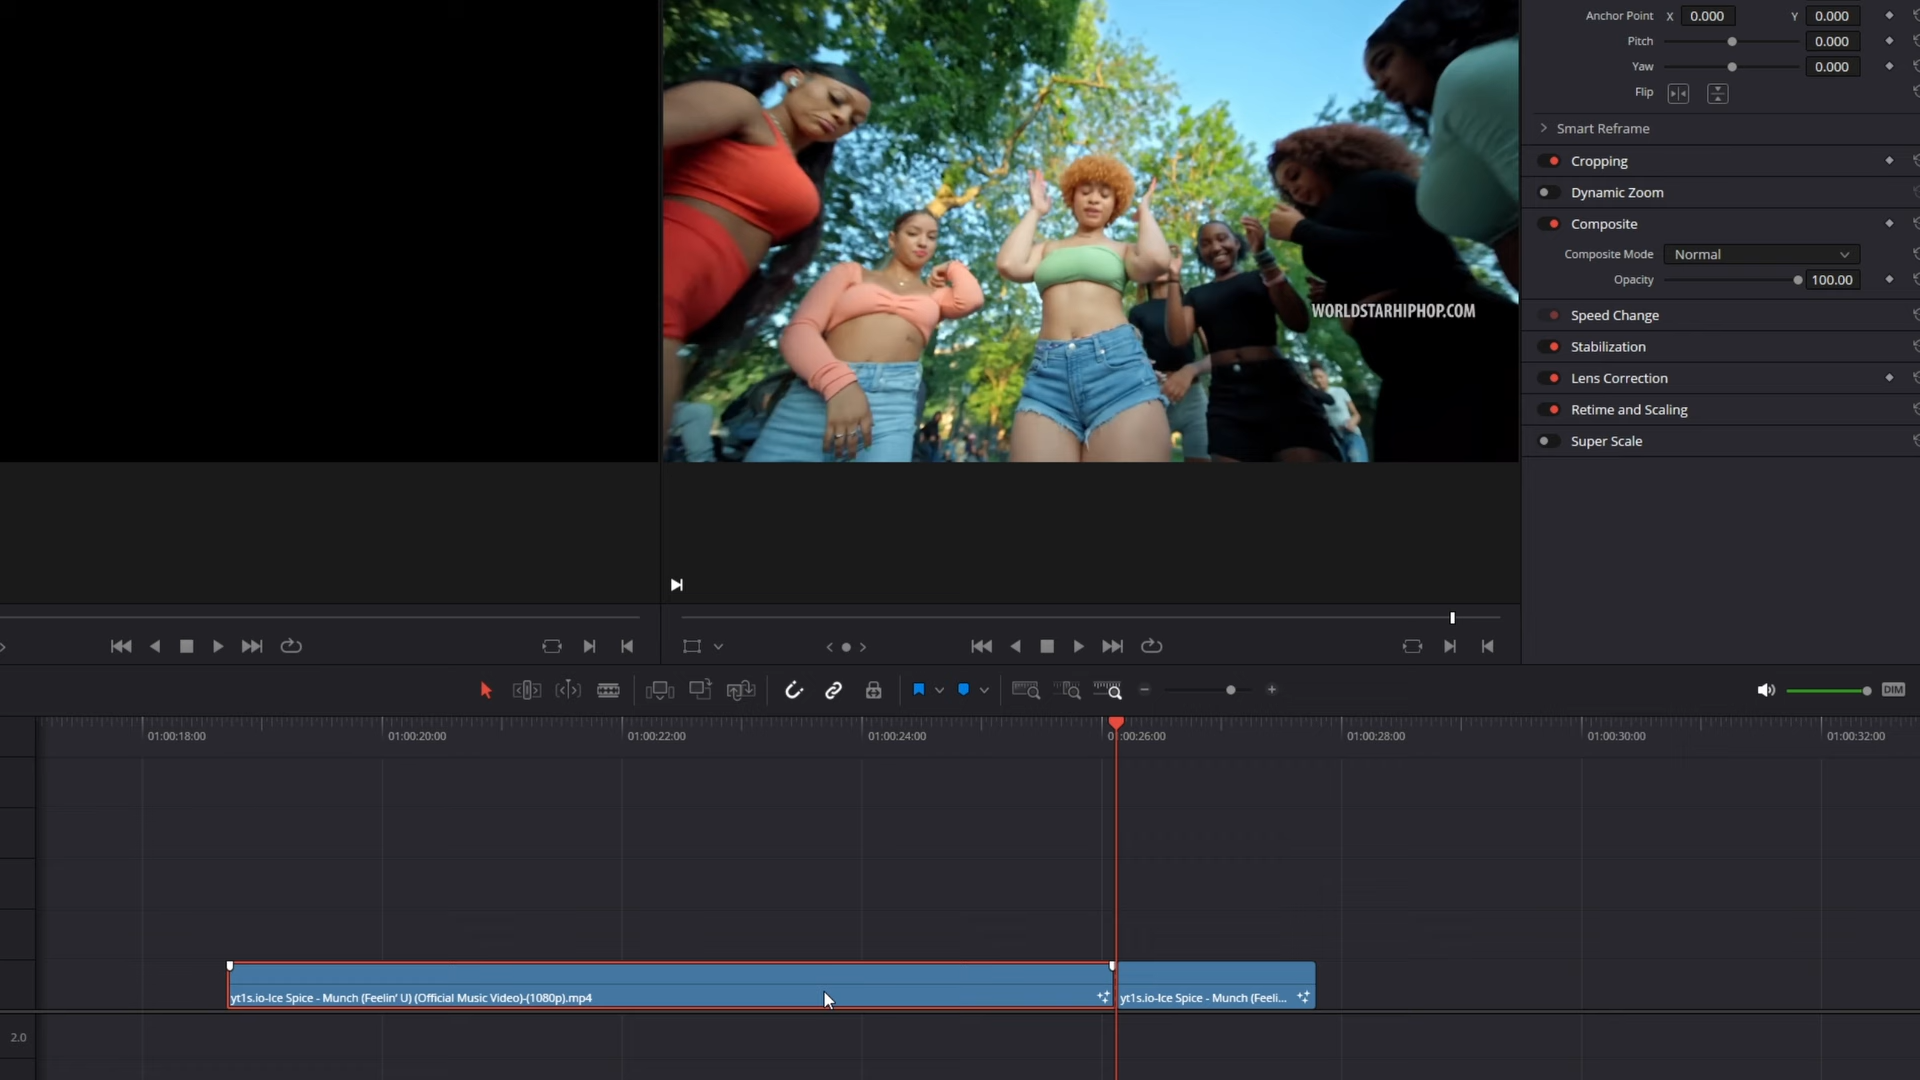 Anchor Point X 0.000 Y 0.000
Pitch 0.000
Yaw 0.000
Flip
Smart Reframe
Cropping
Dynamic Zoom
Composite
Composite Mode Normal
Opacity 100.00
Speed Change
Stabilization
Lens Correction
Retime and Scaling
Super Scale
WORLDSTARHIPHOP.COM
DIM
01:00:18:00 01:00:20:00 01:00:22:00 01:00:24:00 01:00:26:00 01:00:28:00 01:00:30:00 01:00:32:00
yt1s.io-Ice Spice - Munch (Feelin' U) (Official Music Video)-(1080p).mp4
yt1s.io-Ice Spice - Munch (Feeli...
2.0